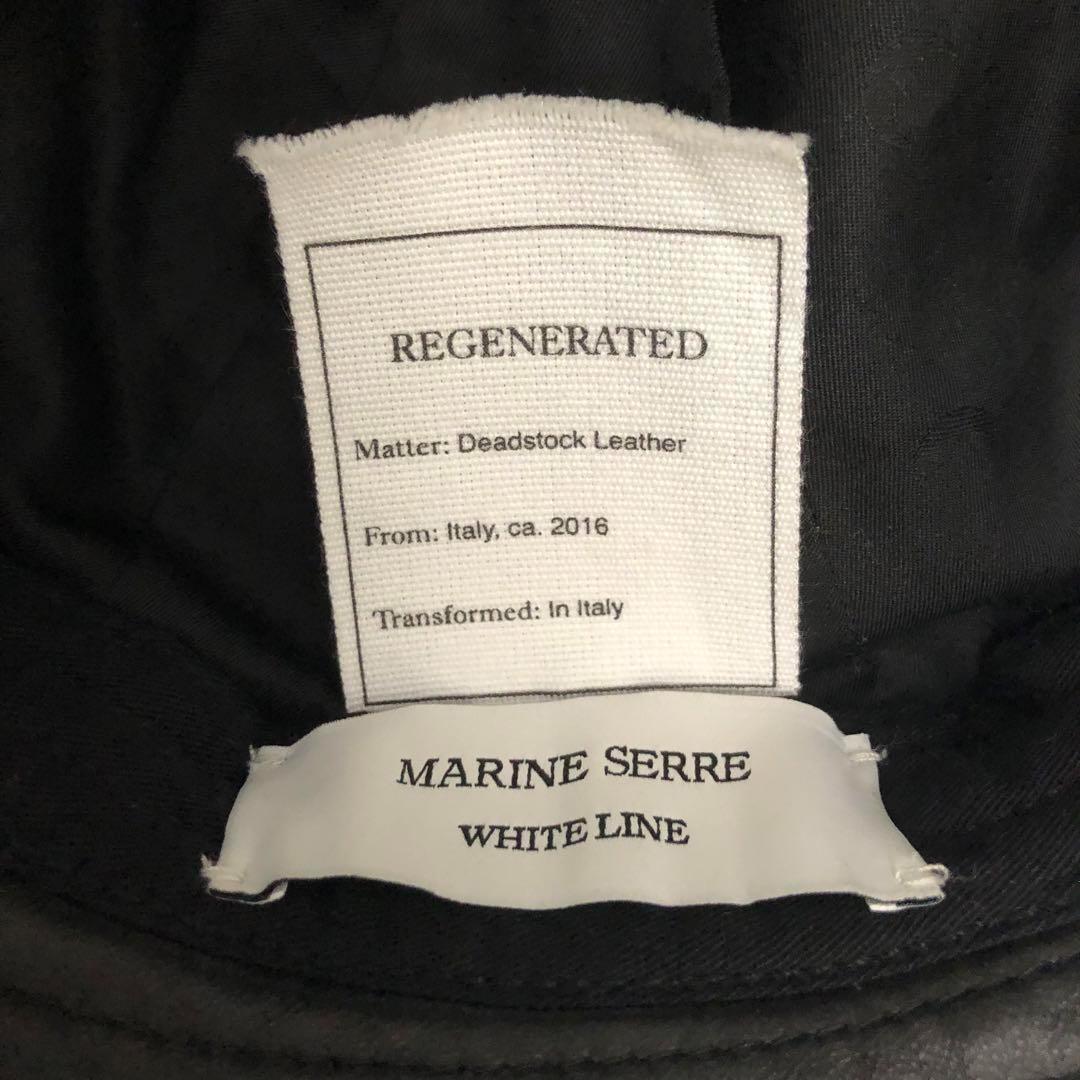 REGENERATED
Matter: Deadstock Leather
From: Italy, ca. 2016
Transformed: In Italy
MARINE SERRE
WHITE LINE